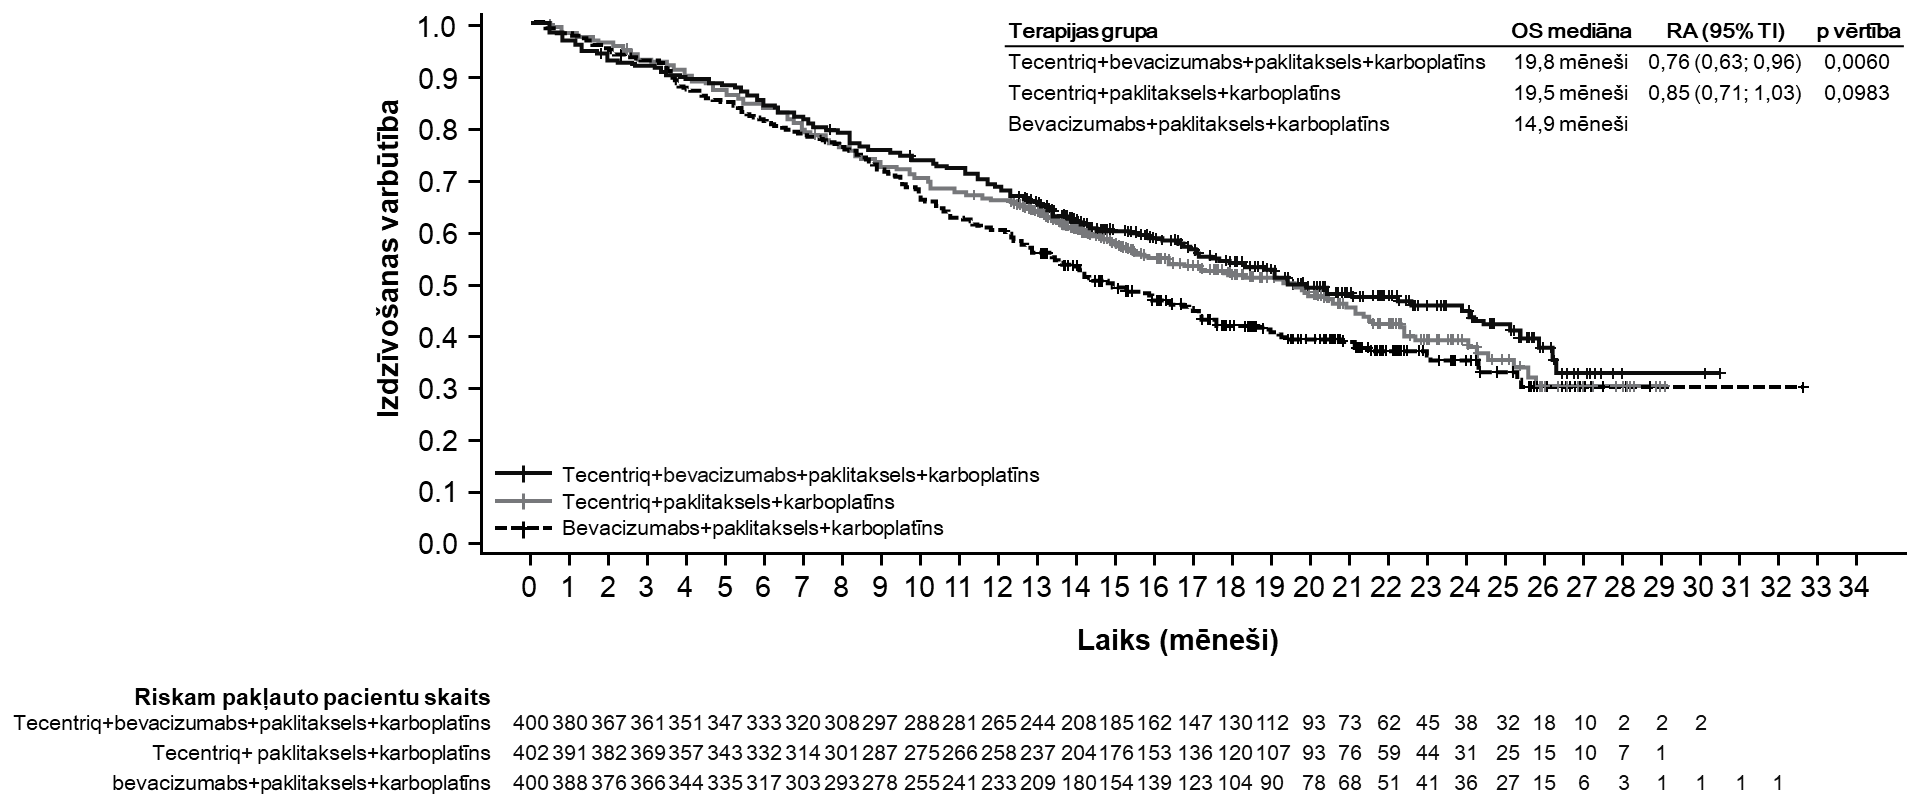 Terapijas grupa OS mediāna RA (95% TI) p vērtība
Tecentriq+bevacizumabs+paklitaksels+karboplatīns 19,8 mēneši 0,76 (0,63; 0,96) 0,0060
Tecentriq+paklitaksels+karboplatīns 19,5 mēneši 0,85 (0,71; 1,03) 0,0983
Bevacizumabs+paklitaksels+karboplatīns 14,9 mēneši
Izdzīvošanas varbūtība
1.0
0.9
0.8
0.7
0.6
0.5
0.4
0.3
0.2
0.1
0.0
Tecentriq+bevacizumabs+paklitaksels+karboplatīns
Tecentriq+paklitaksels+karboplatīns
Bevacizumabs+paklitaksels+karboplatīns
0 1 2 3 4 5 6 7 8 9 10 11 12 13 14 15 16 17 18 19 20 21 22 23 24 25 26 27 28 29 30 31 32 33 34
Laiks (mēneši)
Riskam pakļauto pacientu skaits
Tecentriq+bevacizumabs+paklitaksels+karboplatīns 400 380 367 361 351 347 333 320 308 297 288 281 265 244 208 185 162 147 130 112 93 73 62 45 38 32 18 10 2 2 2
Tecentriq+ paklitaksels+karboplatīns 402 391 382 369 357 343 332 314 301 287 275 266 258 237 204 176 153 136 120 107 93 76 59 44 31 25 15 10 7 1
bevacizumabs+paklitaksels+karboplatīns 400 388 376 366 344 335 317 303 293 278 255 241 233 209 180 154 139 123 104 90 78 68 51 41 36 27 15 6 3 1 1 1 1